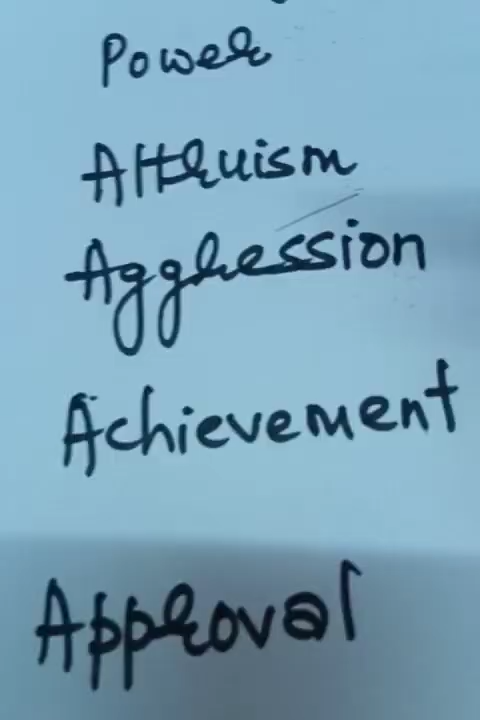 Power
Altruism
Aggression
Achievement
Approval